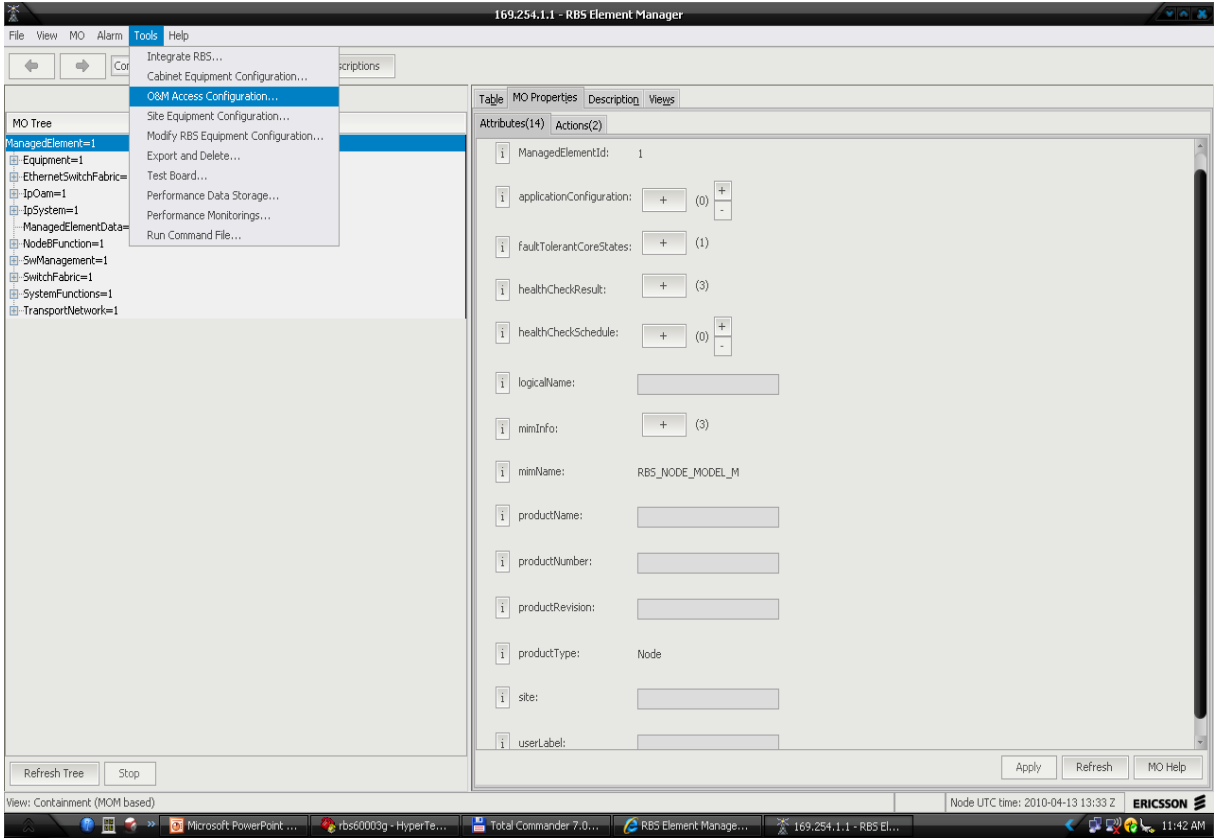 169.254.1.1 - RBS Element Manager
File View MO Alarm Tools Help
Integrate RBS...
Cabinet Equipment Configuration...
O&M Access Configuration...
Site Equipment Configuration...
Modify RBS Equipment Configuration...
Export and Delete...
Test Board...
Performance Data Storage...
Performance Monitorings...
Run Command File...
Con
scriptions
MO Tree
ManagedElement=1
Equipment=1
EthernetSwitchFabric=
IpOam=1
IpSystem=1
ManagedElementData=
NodeBFunction=1
SwManagement=1
SwitchFabric=1
SystemFunctions=1
TransportNetwork=1
Refresh Tree Stop
Table MO Properties Description Views
Attributes(14) Actions(2)
i ManagedElementId: 1
i applicationConfiguration: + (0) + -
i faultTolerantCoreStates: + (1)
i healthCheckResult: + (3)
i healthCheckSchedule: + (0) + -
i logicalName:
i mimInfo: + (3)
i mimName: RBS_NODE_MODEL_M
i productName:
i productNumber:
i productRevision:
i productType: Node
i site:
i userLabel:
Apply Refresh MO Help
View: Containment (MOM based)
Node UTC time: 2010-04-13 13:33 Z ERICSSON
Microsoft PowerPoint ... rbs60003g - HyperTe... Total Commander 7.0... RBS Element Manage... 169.254.1.1 - RBS El... 11:42 AM